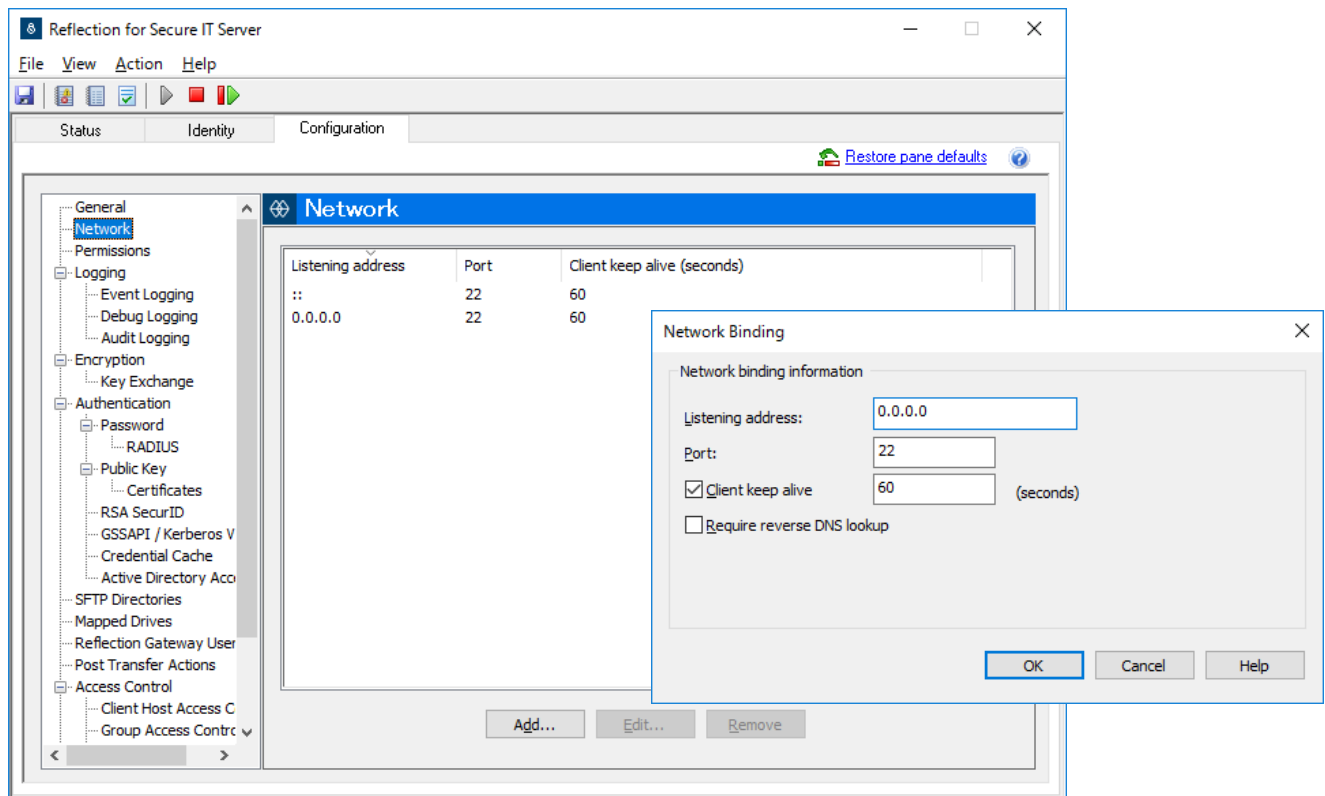 Reflection for Secure IT Server
File View Action Help
Status Identity Configuration
Restore pane defaults
General
Network
Permissions
Logging
Event Logging
Debug Logging
Audit Logging
Encryption
Key Exchange
Authentication
Password
RADIUS
Public Key
Certificates
RSA SecurID
GSSAPI / Kerberos V
Credential Cache
Active Directory Acco
SFTP Directories
Mapped Drives
Reflection Gateway User
Post Transfer Actions
Access Control
Client Host Access C
Group Access Contro
Network
Listening address Port Client keep alive (seconds)
:: 22 60
0.0.0.0 22 60
Add... Edit... Remove
Network Binding
Network binding information
Listening address: 0.0.0.0
Port: 22
Client keep alive 60 (seconds)
Require reverse DNS lookup
OK Cancel Help